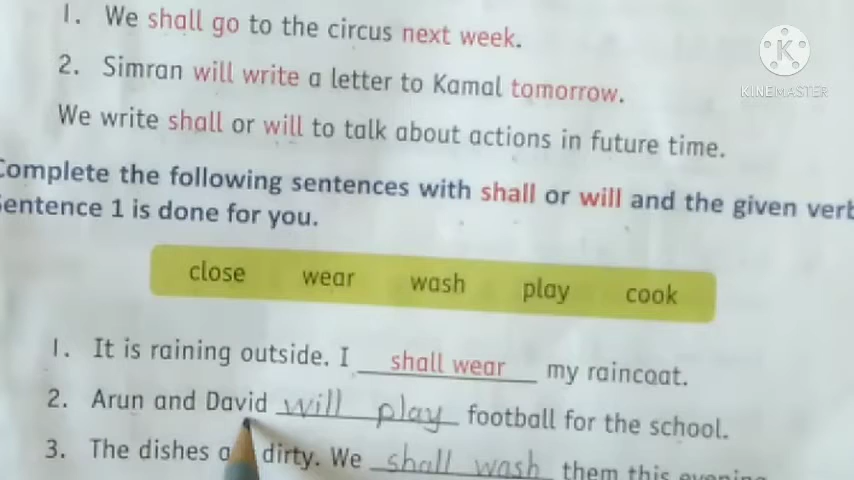 1. We shall go to the circus next week.
2. Simran will write a letter to Kamal tomorrow.
KINEMASTER
We write shall or will to talk about actions in future time.
Complete the following sentences with shall or will and the given verb
Sentence 1 is done for you.
close wear wash play cook
1. It is raining outside. I shall wear my raincoat.
2. Arun and David will play football for the school.
3. The dishes dirty. We shall wash them this evening